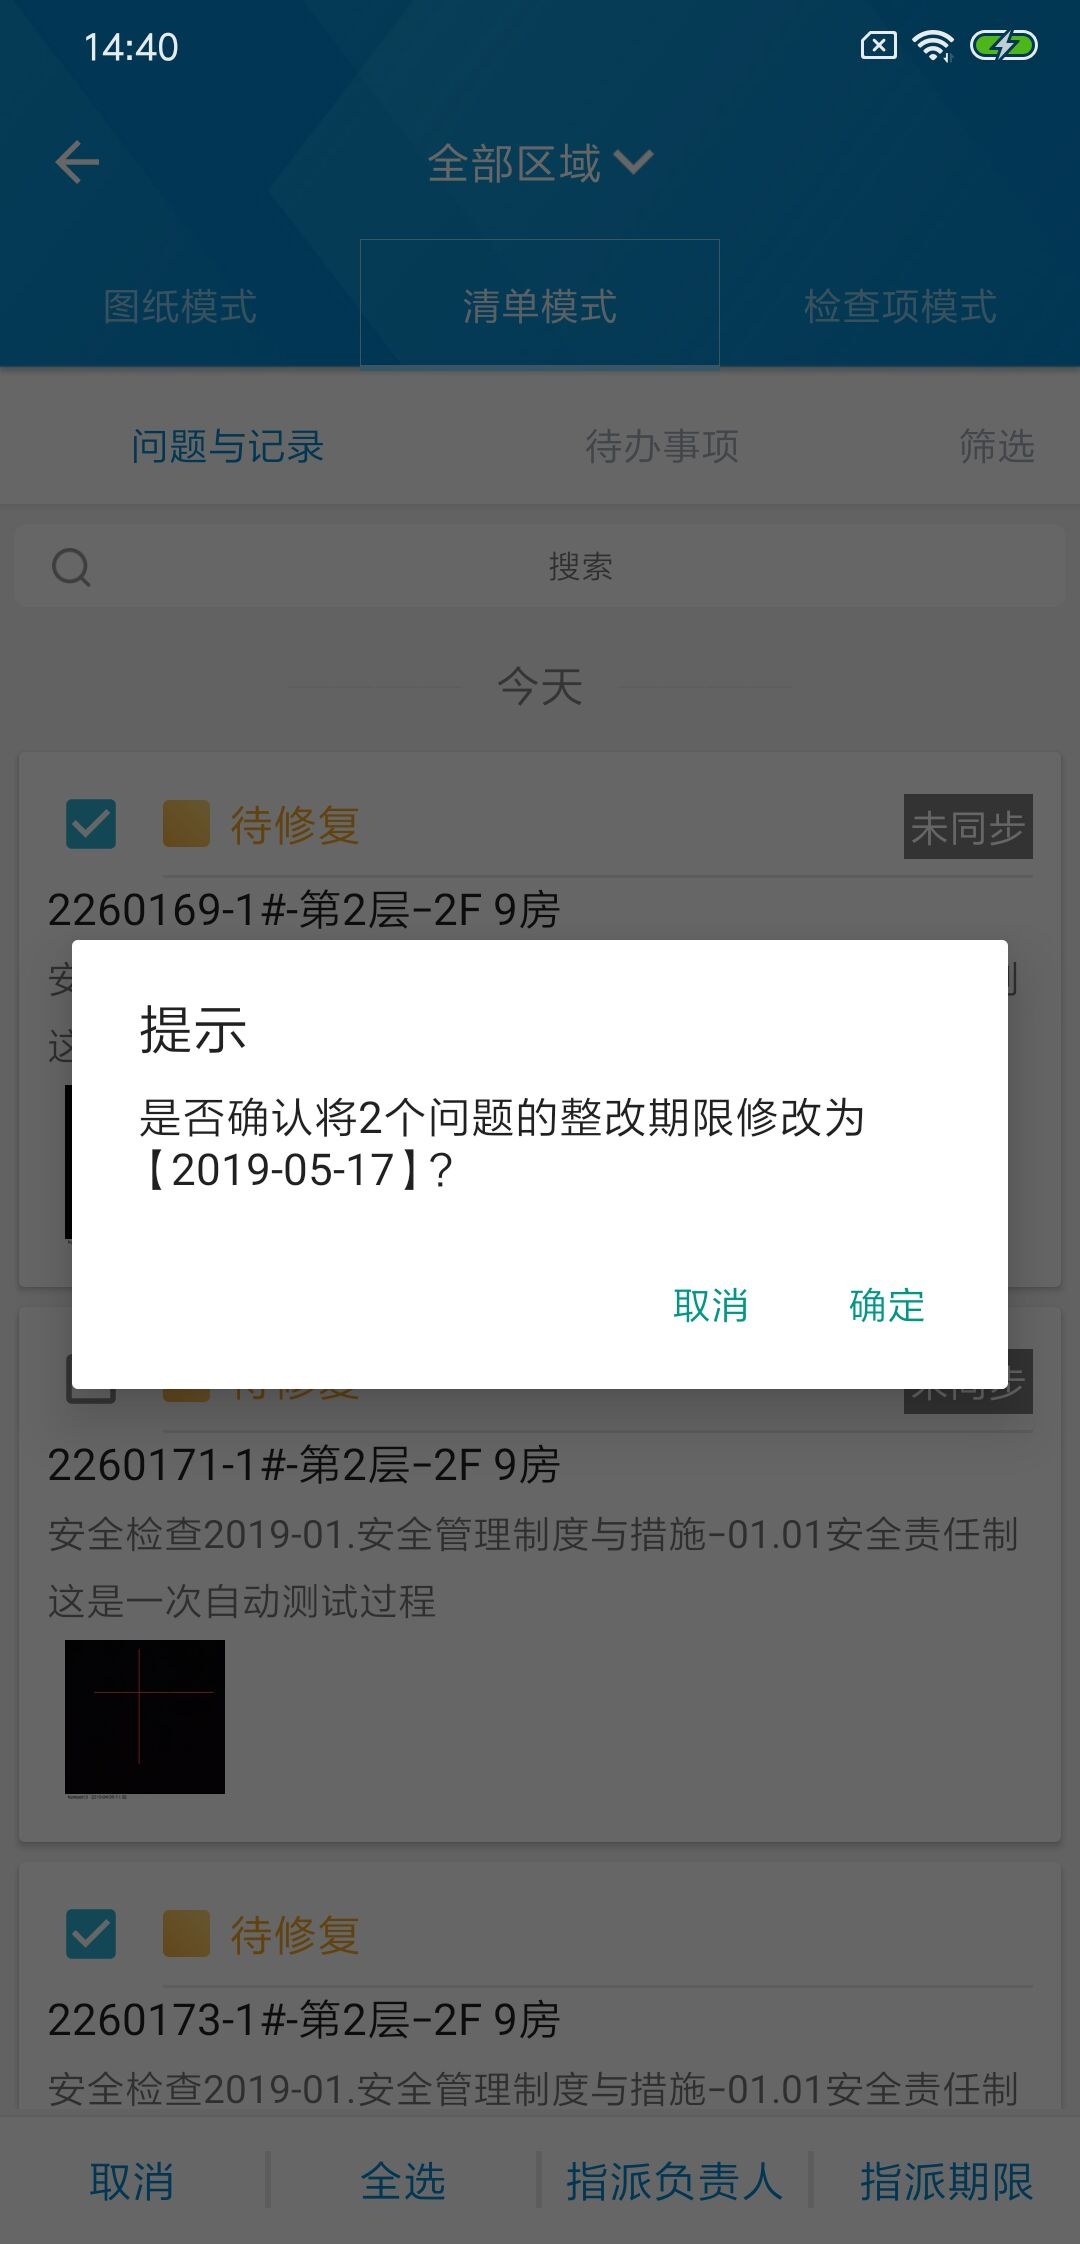 14:40
全部区域
图纸模式 清单模式 检查项模式
问题与记录 待办事项 筛选
搜索
今天
待修复 未同步
2260169-1#-第2层-2F 9房
安 制
这
提示
是否确认将2个问题的整改期限修改为
【2019-05-17】?
取消 确定
待修复 未同步
2260171-1#-第2层-2F 9房
安全检查2019-01.安全管理制度与措施-01.01安全责任制
这是一次自动测试过程
待修复
2260173-1#-第2层-2F 9房
安全检查2019-01.安全管理制度与措施-01.01安全责任制
取消 全选 指派负责人 指派期限